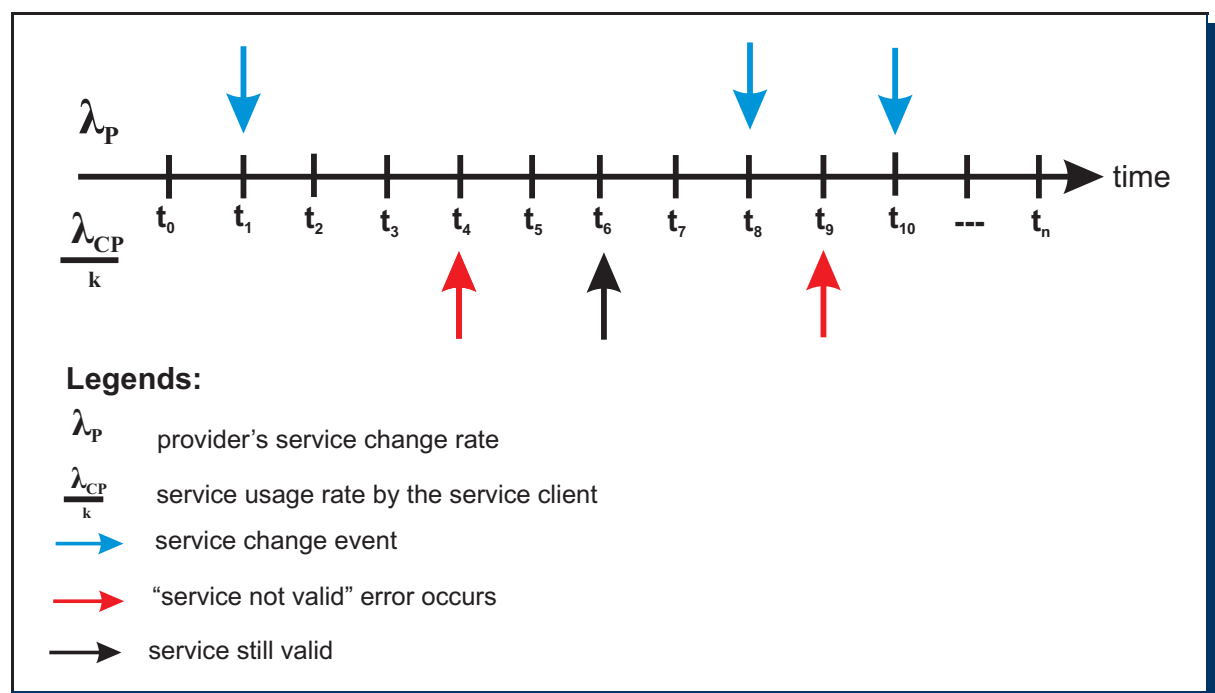 λP
time
t0 t1 t2 t3 t4 t5 t6 t7 t8 t9 t10 --- tn
λCP
k
Legends:
λP provider’s service change rate
λCP
k
service usage rate by the service client
service change event
“service not valid” error occurs
service still valid